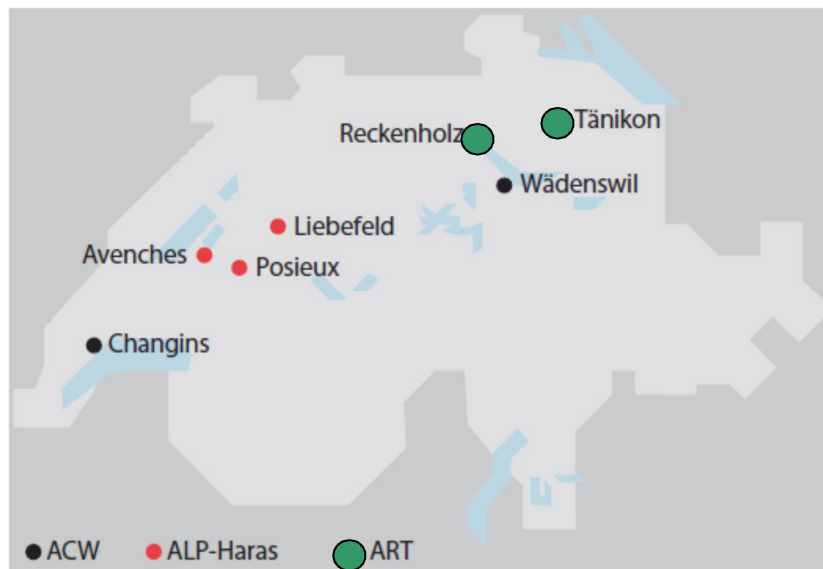 Tänikon
Reckenholz
Wädenswil
Liebefeld
Avenches
Posieux
Changins
ACW ALP-Haras ART